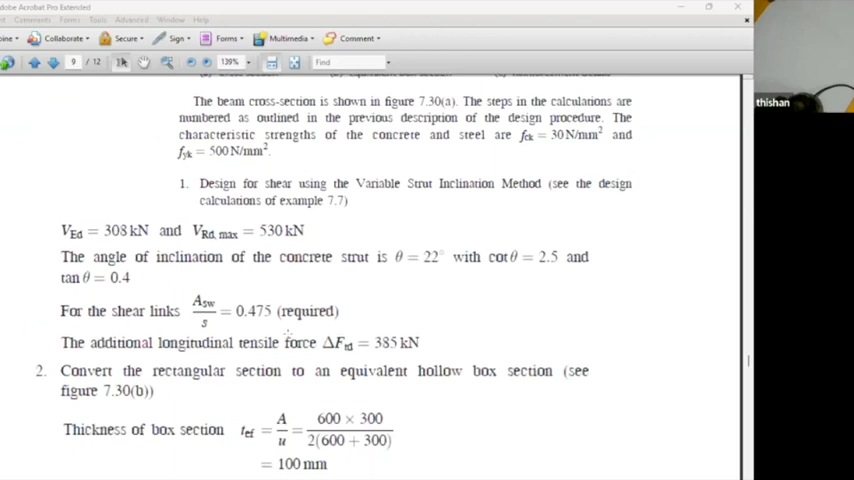 dobe Acrobat Pro Extended
Comments Forms Tools Advanced Window Help
bine Collaborate Secure Sign Forms Multimedia Comment
9 / 12 139% Find
The beam cross-section is shown in figure 7.30(a). The steps in the calculations are
numbered as outlined in the previous description of the design procedure. The
characteristic strengths of the concrete and steel are fck = 30 N/mm² and
fyk = 500 N/mm².
1. Design for shear using the Variable Strut Inclination Method (see the design
calculations of example 7.7)
VEd = 308 kN and VRd, max = 530 kN
The angle of inclination of the concrete strut is θ = 22° with cot θ = 2.5 and
tan θ = 0.4
For the shear links Asw/s = 0.475 (required)
The additional longitudinal tensile force ΔFtd = 385 kN
2. Convert the rectangular section to an equivalent hollow box section (see
figure 7.30(b))
Thickness of box section tef = A/u = 600 × 300 / 2(600 + 300)
= 100 mm
thishan